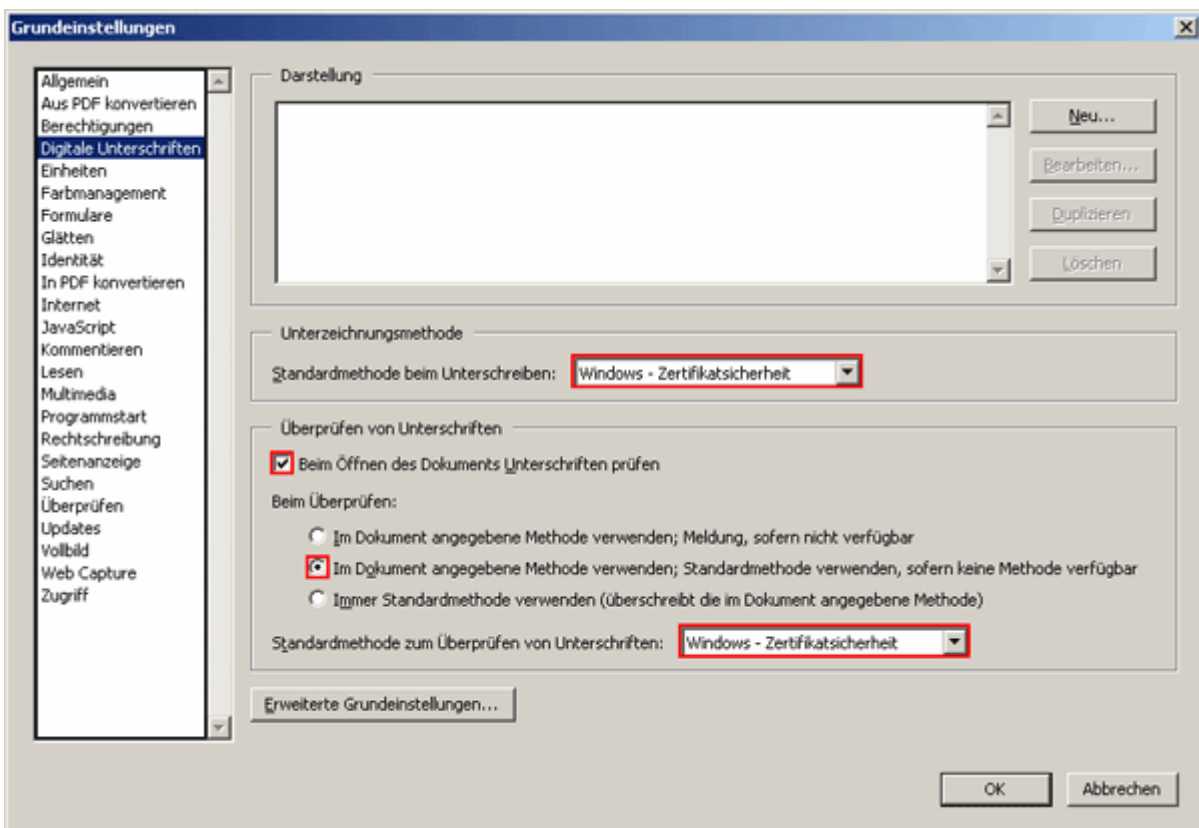 Grundeinstellungen
Allgemein
Aus PDF konvertieren
Berechtigungen
Digitale Unterschriften
Einheiten
Farbmanagement
Formulare
Glätten
Identität
In PDF konvertieren
Internet
JavaScript
Kommentieren
Lesen
Multimedia
Programmstart
Rechtschreibung
Seitenanzeige
Suchen
Überprüfen
Updates
Vollbild
Web Capture
Zugriff
Darstellung
Neu...
Bearbeiten...
Duplizieren
Löschen
Unterzeichnungsmethode
Standardmethode beim Unterschreiben: Windows - Zertifikatsicherheit
Überprüfen von Unterschriften
Beim Öffnen des Dokuments Unterschriften prüfen
Beim Überprüfen:
Im Dokument angegebene Methode verwenden; Meldung, sofern nicht verfügbar
Im Dokument angegebene Methode verwenden; Standardmethode verwenden, sofern keine Methode verfügbar
Immer Standardmethode verwenden (überschreibt die im Dokument angegebene Methode)
Standardmethode zum Überprüfen von Unterschriften: Windows - Zertifikatsicherheit
Erweiterte Grundeinstellungen...
OK Abbrechen